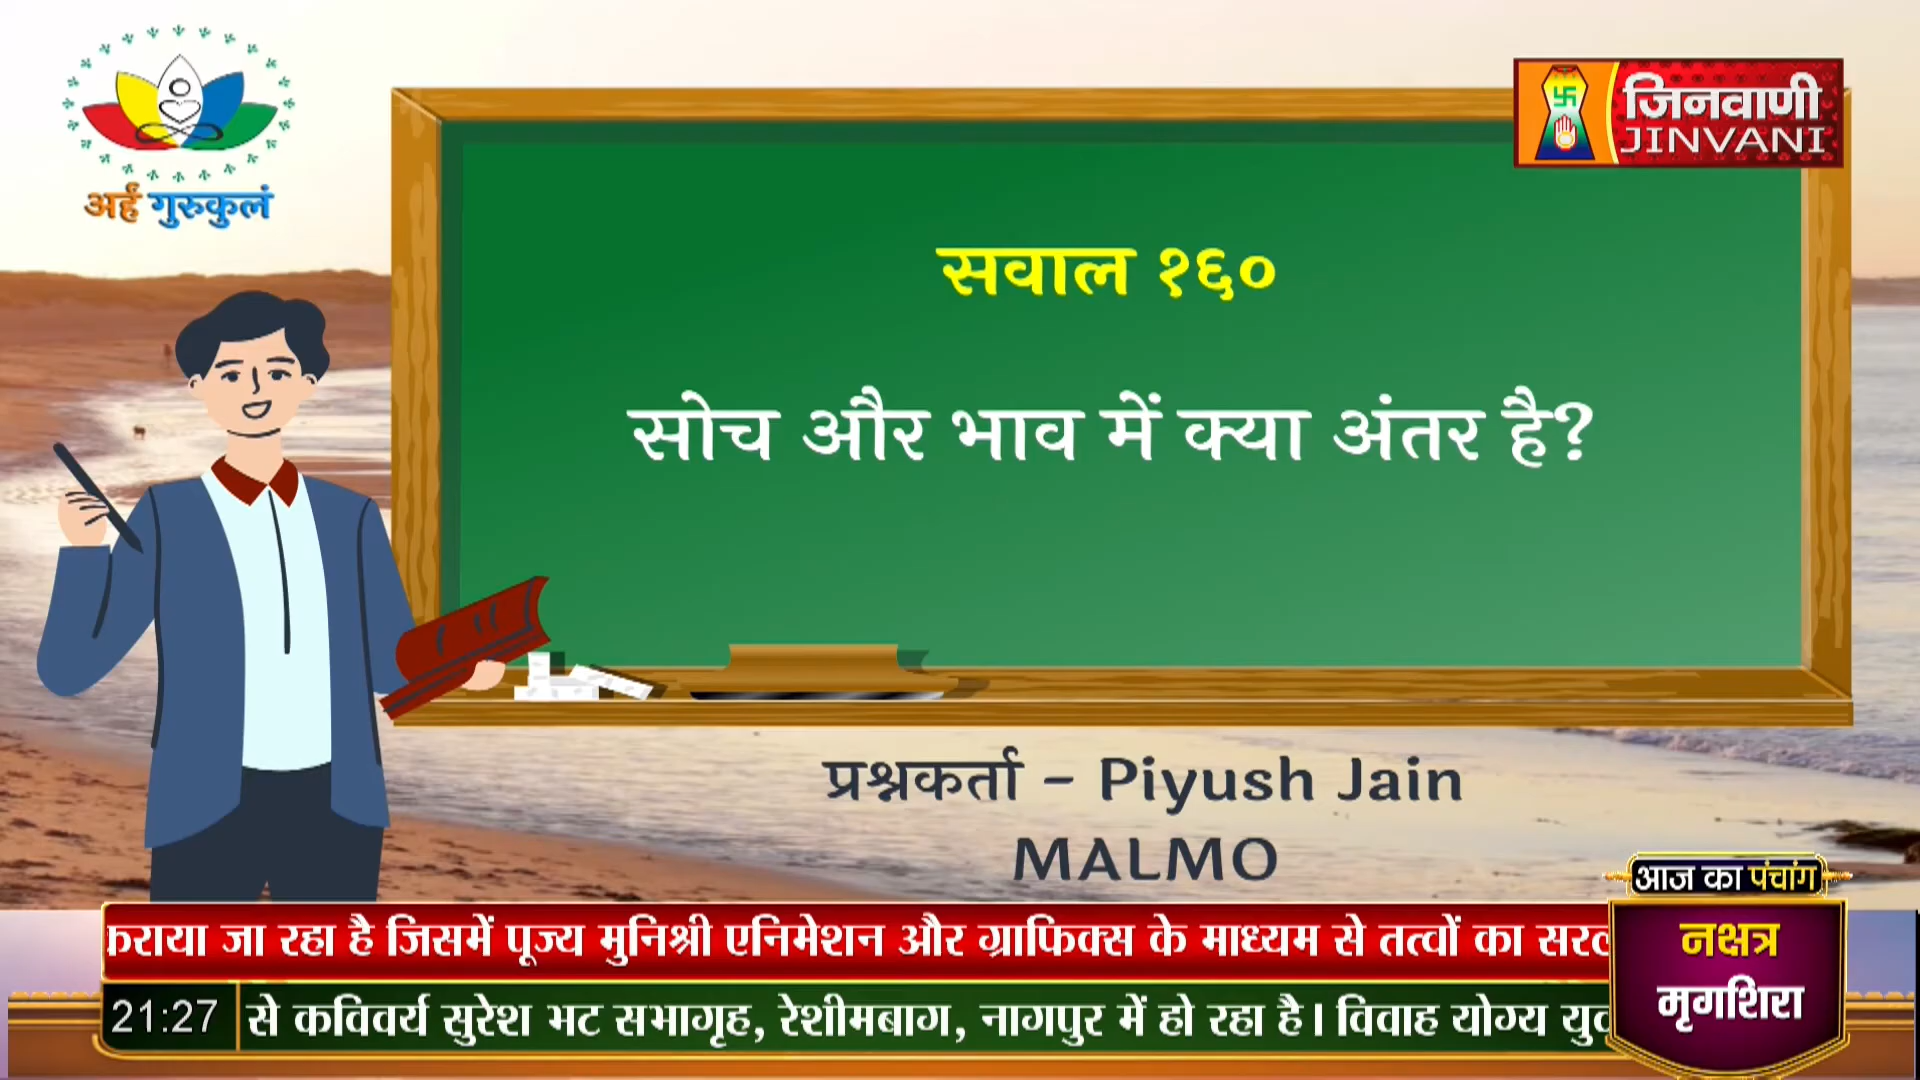 अर्हं गुरुकुलं
जिनवाणी
JINVANI
सवाल १६०
सोच और भाव में क्या अंतर है?
प्रश्नकर्ता – Piyush Jain
MALMO
आज का पंचांग
नक्षत्र
मृगशिरा
कराया जा रहा है जिसमें पूज्य मुनिश्री एनिमेशन और ग्राफिक्स के माध्यम से तत्वों का
21:27 से कविवर्य सुरेश भट सभागृह, रेशीमबाग, नागपुर में हो रहा है। विवाह योग्य